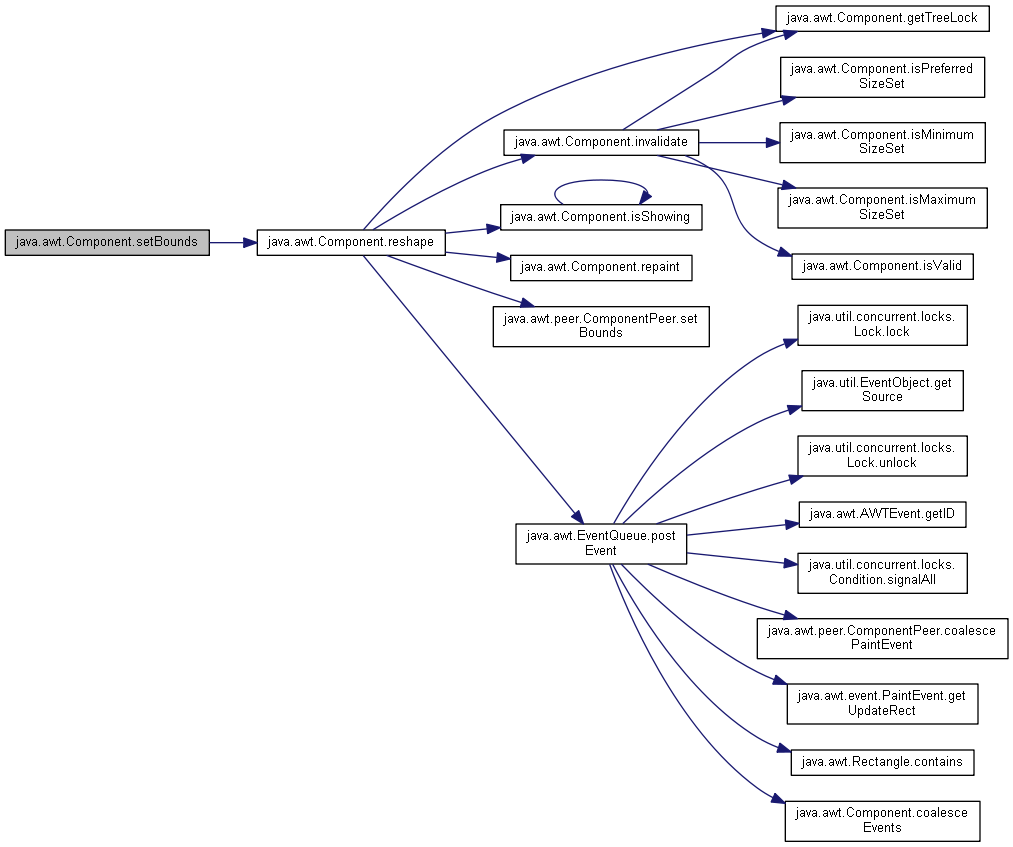 java.awt.Component.setBounds
java.awt.Component.reshape
java.awt.Component.getTreeLock
java.awt.Component.invalidate
java.awt.Component.isPreferred
SizeSet
java.awt.Component.isMinimum
SizeSet
java.awt.Component.isMaximum
SizeSet
java.awt.Component.isValid
java.awt.Component.isShowing
java.awt.Component.repaint
java.awt.peer.ComponentPeer.set
Bounds
java.awt.EventQueue.post
Event
java.util.concurrent.locks.
Lock.lock
java.util.EventObject.get
Source
java.util.concurrent.locks.
Lock.unlock
java.awt.AWTEvent.getID
java.util.concurrent.locks.
Condition.signalAll
java.awt.peer.ComponentPeer.coalesce
PaintEvent
java.awt.event.PaintEvent.get
UpdateRect
java.awt.Rectangle.contains
java.awt.Component.coalesce
Events